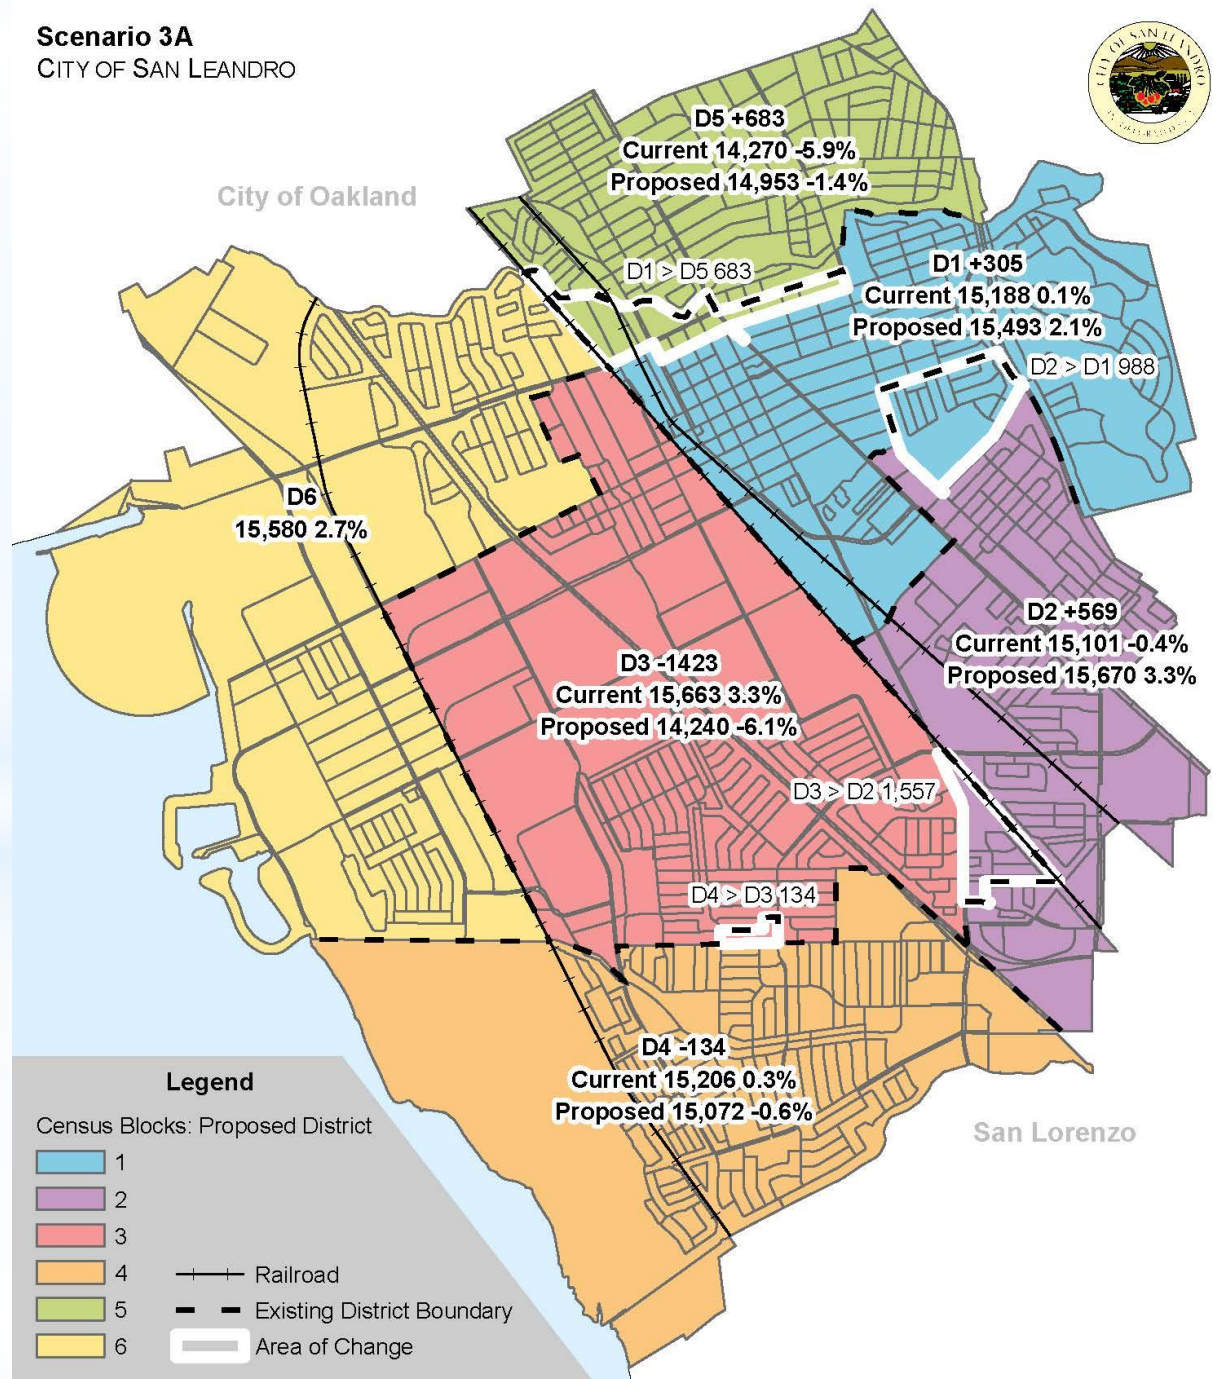 Scenario 3A
CITY OF SAN LEANDRO
CITY OF SAN LEANDRO
City of Oakland
D5 +683
Current 14,270 -5.9%
Proposed 14,953 -1.4%
D1 > D5 683
D1 +305
Current 15,188 0.1%
Proposed 15,493 2.1%
D2 > D1 988
D6
15,580 2.7%
D2 +569
Current 15,101 -0.4%
Proposed 15,670 3.3%
D3 -1423
Current 15,663 3.3%
Proposed 14,240 -6.1%
D3 > D2 1,557
D4 > D3 134
D4 -134
Current 15,206 0.3%
Proposed 15,072 -0.6%
San Lorenzo
Legend
Census Blocks: Proposed District
1
2
3
4
5
6
Railroad
Existing District Boundary
Area of Change